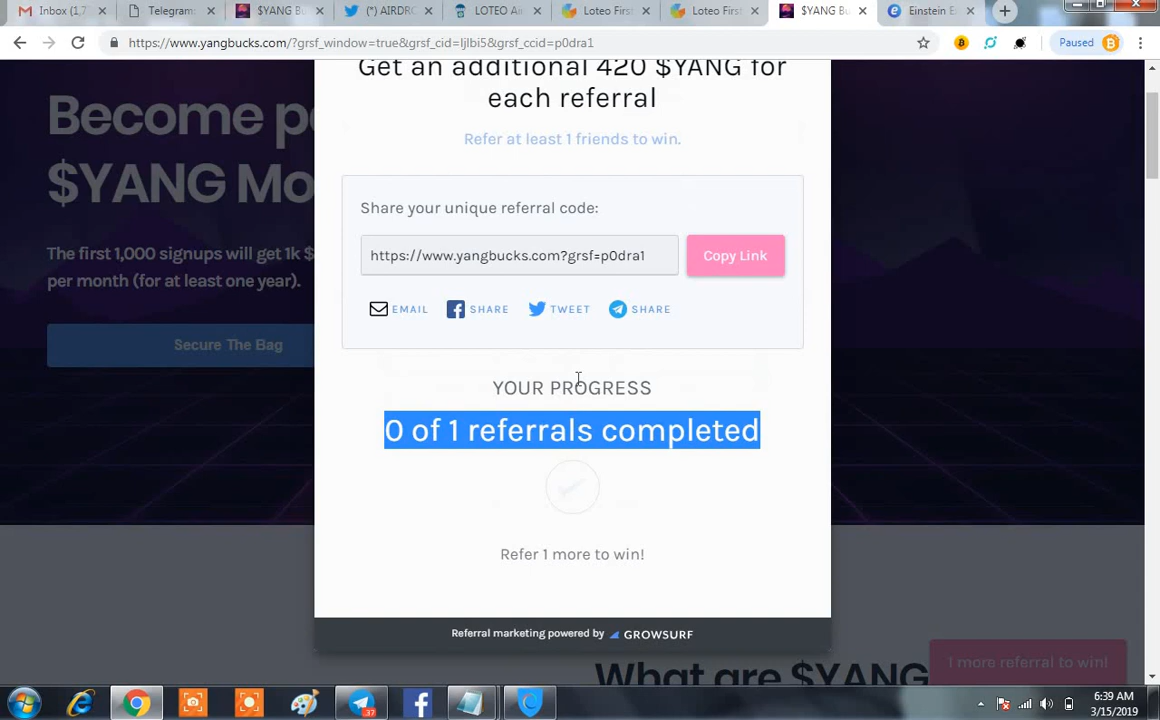 Inbox (1,7
Telegram:
$YANG B
(*) AIRDRC
LOTEO Ai
Loteo First
Loteo First
$YANG Bu
Einstein E
https://www.yangbucks.com/?grsf_window=true&grsf_cid=ljlbi5&grsf_ccid=p0dra1
Paused
Get an additional 420 $YANG for
each referral
Refer at least 1 friends to win.
Become p
$YANG Mo
The first 1,000 signups will get 1k $
per month (for at least one year).
Secure The Bag
Share your unique referral code:
https://www.yangbucks.com?grsf=p0dra1
Copy Link
EMAIL
SHARE
TWEET
SHARE
YOUR PROGRESS
0 of 1 referrals completed
Refer 1 more to win!
Referral marketing powered by GROWSURF
What are $YANG
1 more referral to win!
37
6:39 AM
3/15/2019